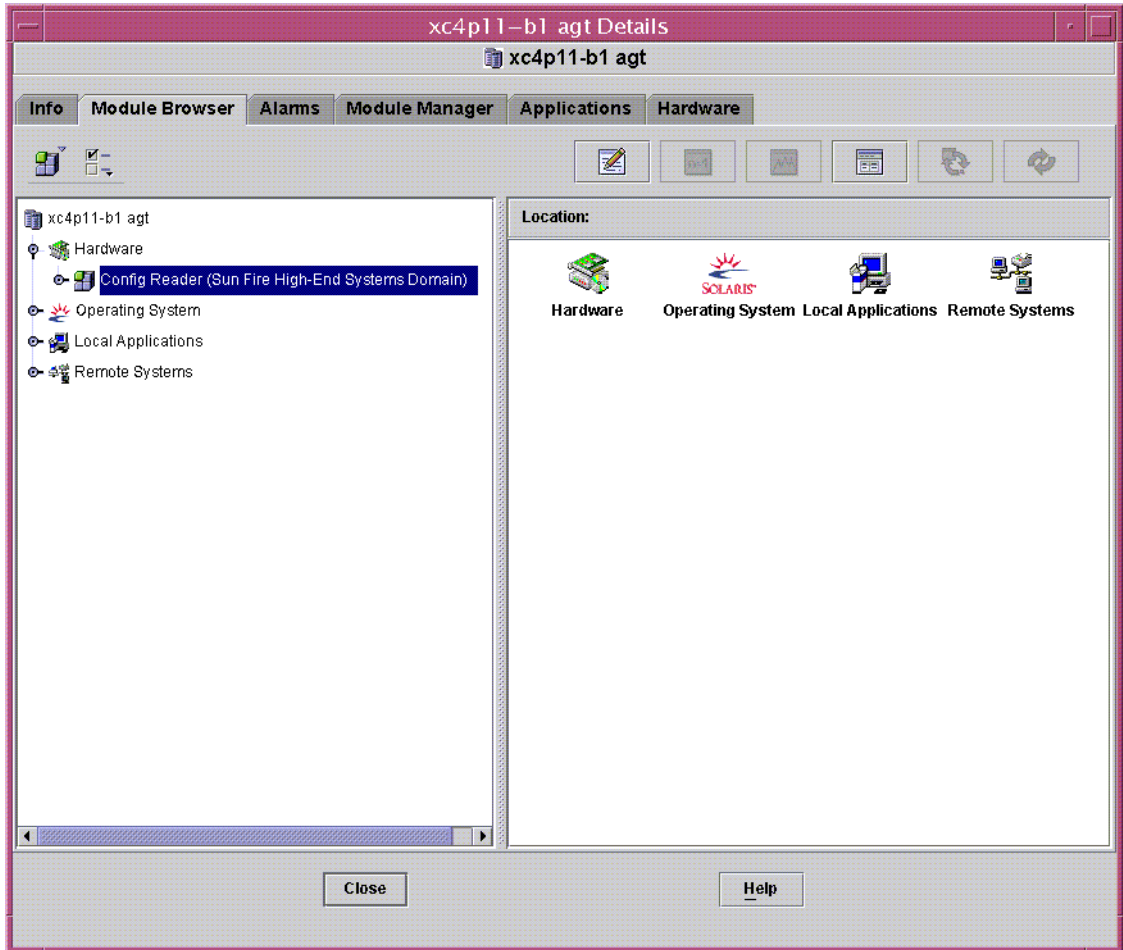 xc4p11-b1 agt Details
xc4p11-b1 agt
Info Module Browser Alarms Module Manager Applications Hardware
xc4p11-b1 agt
Hardware
Config Reader (Sun Fire High-End Systems Domain)
Operating System
Local Applications
Remote Systems
Location:
SOLARIS
Hardware Operating System Local Applications Remote Systems
Close Help